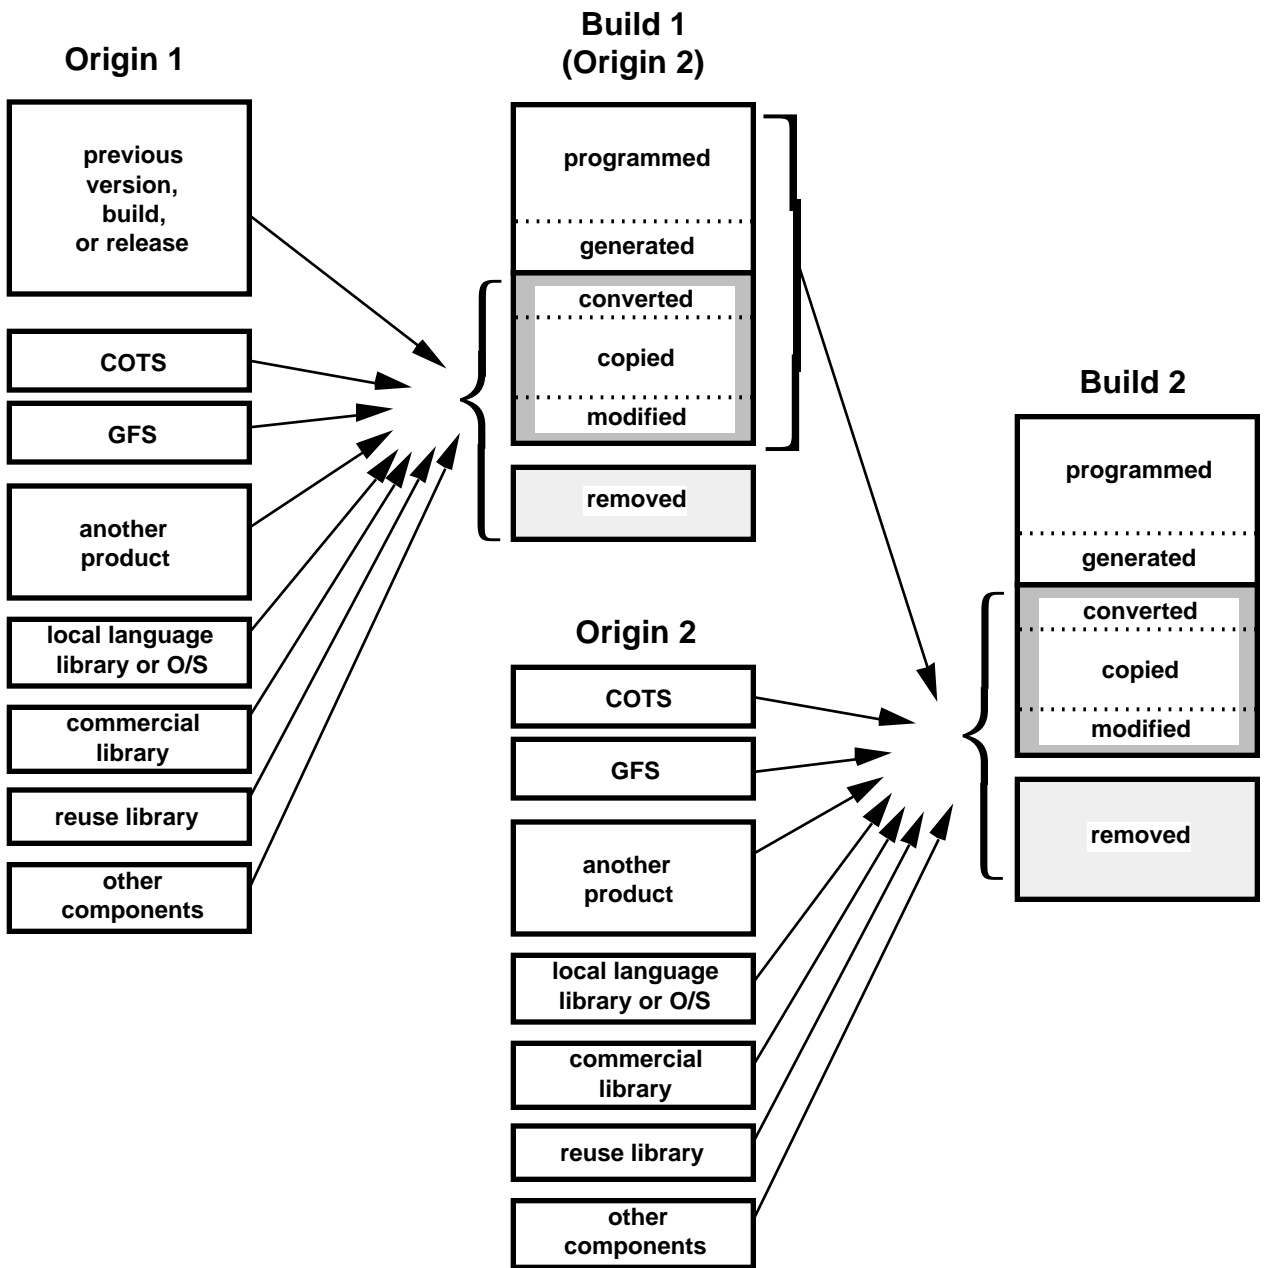 Origin 1
previous
version,
build,
or release
COTS
GFS
another
product
local language
library or O/S
commercial
library
reuse library
other
components
Build 1
(Origin 2)
programmed
generated
converted
copied
modified
removed
Origin 2
COTS
GFS
another
product
local language
library or O/S
commercial
library
reuse library
other
components
Build 2
programmed
generated
converted
copied
modified
removed